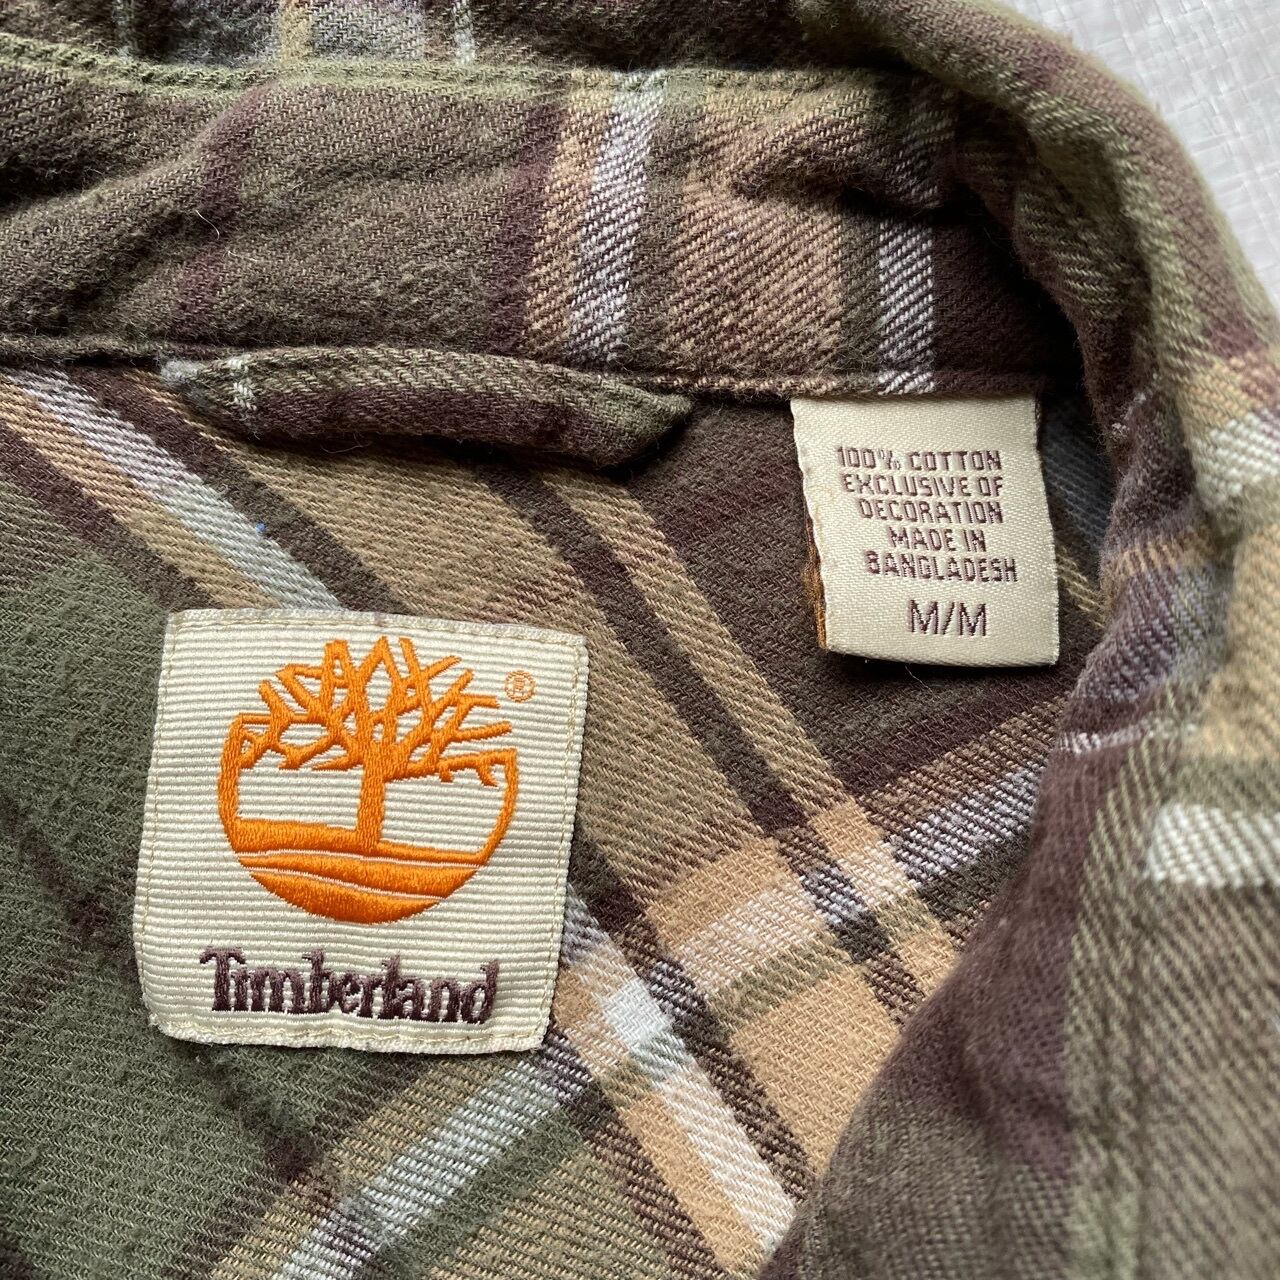 100% COTTON
EXCLUSIVE OF
DECORATION
MADE IN
BANGLADESH
M/M
®
Timberland